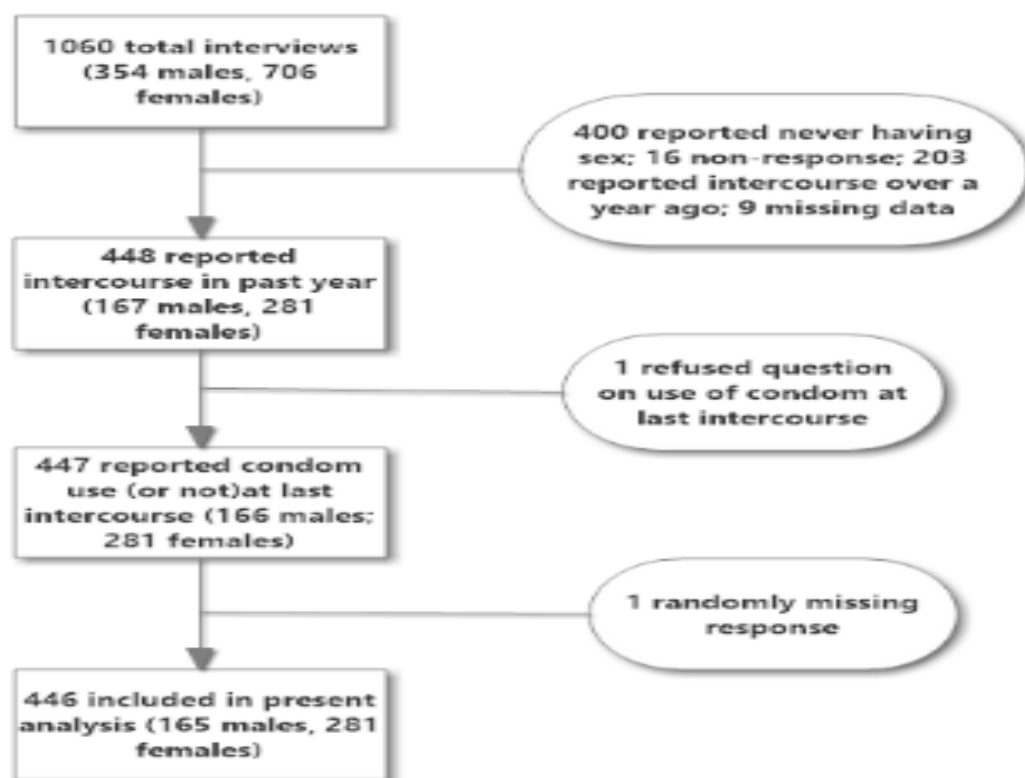 1060 total interviews
(354 males, 706
females)
400 reported never having
sex; 16 non-response; 203
reported intercourse over a
year ago; 9 missing data
448 reported
intercourse in past year
(167 males, 281
females)
1 refused question
on use of condom at
last intercourse
447 reported condom
use (or not)at last
intercourse (166 males;
281 females)
1 randomly missing
response
446 included in present
analysis (165 males, 281
females)